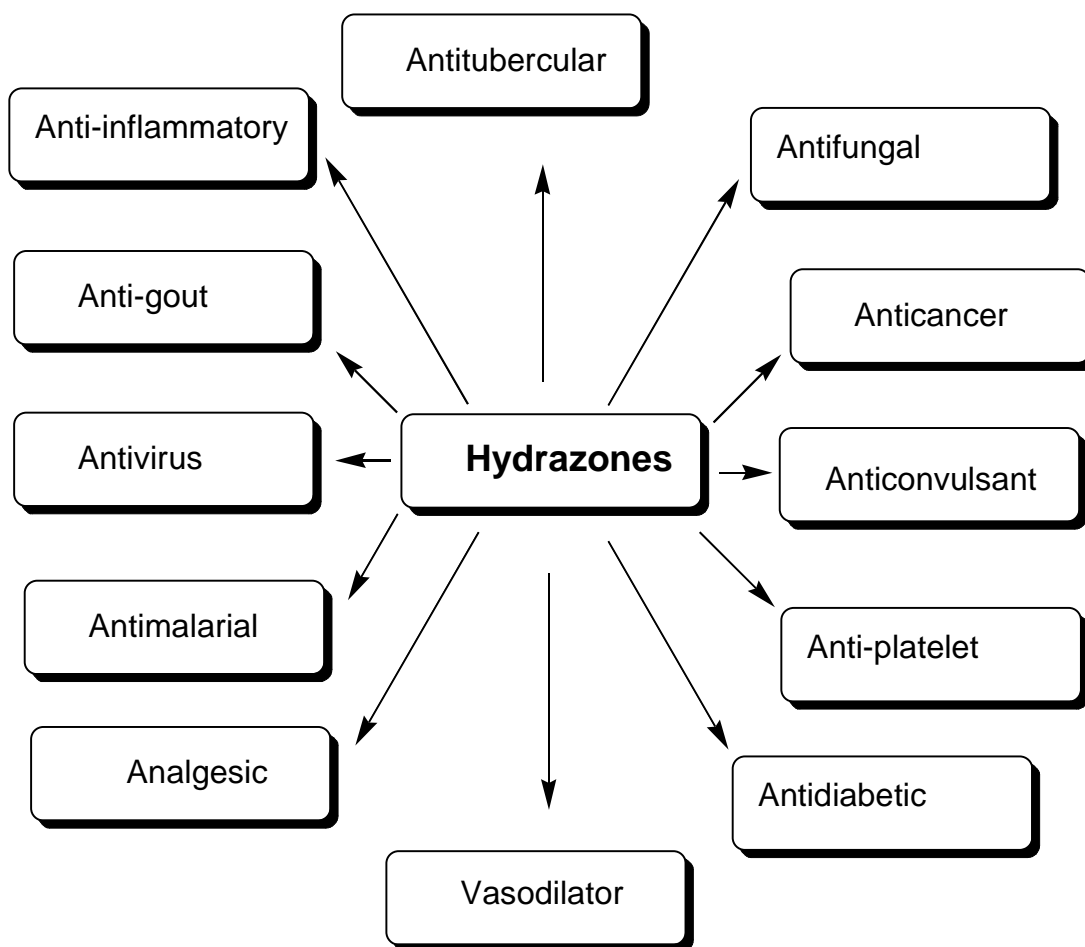 Antitubercular
Anti-inflammatory
Antifungal
Anti-gout
Anticancer
Hydrazones
Antivirus
Anticonvulsant
Antimalarial
Anti-platelet
Analgesic
Antidiabetic
Vasodilator